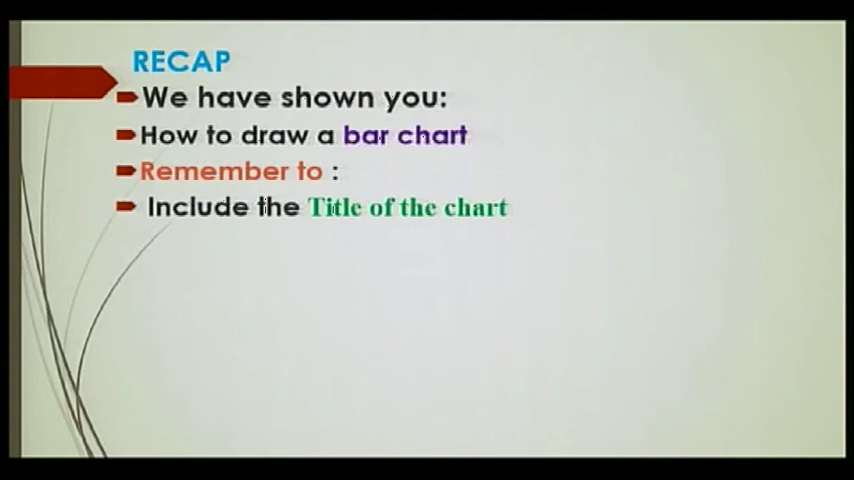 RECAP
We have shown you:
How to draw a bar chart
Remember to :
Include the Title of the chart